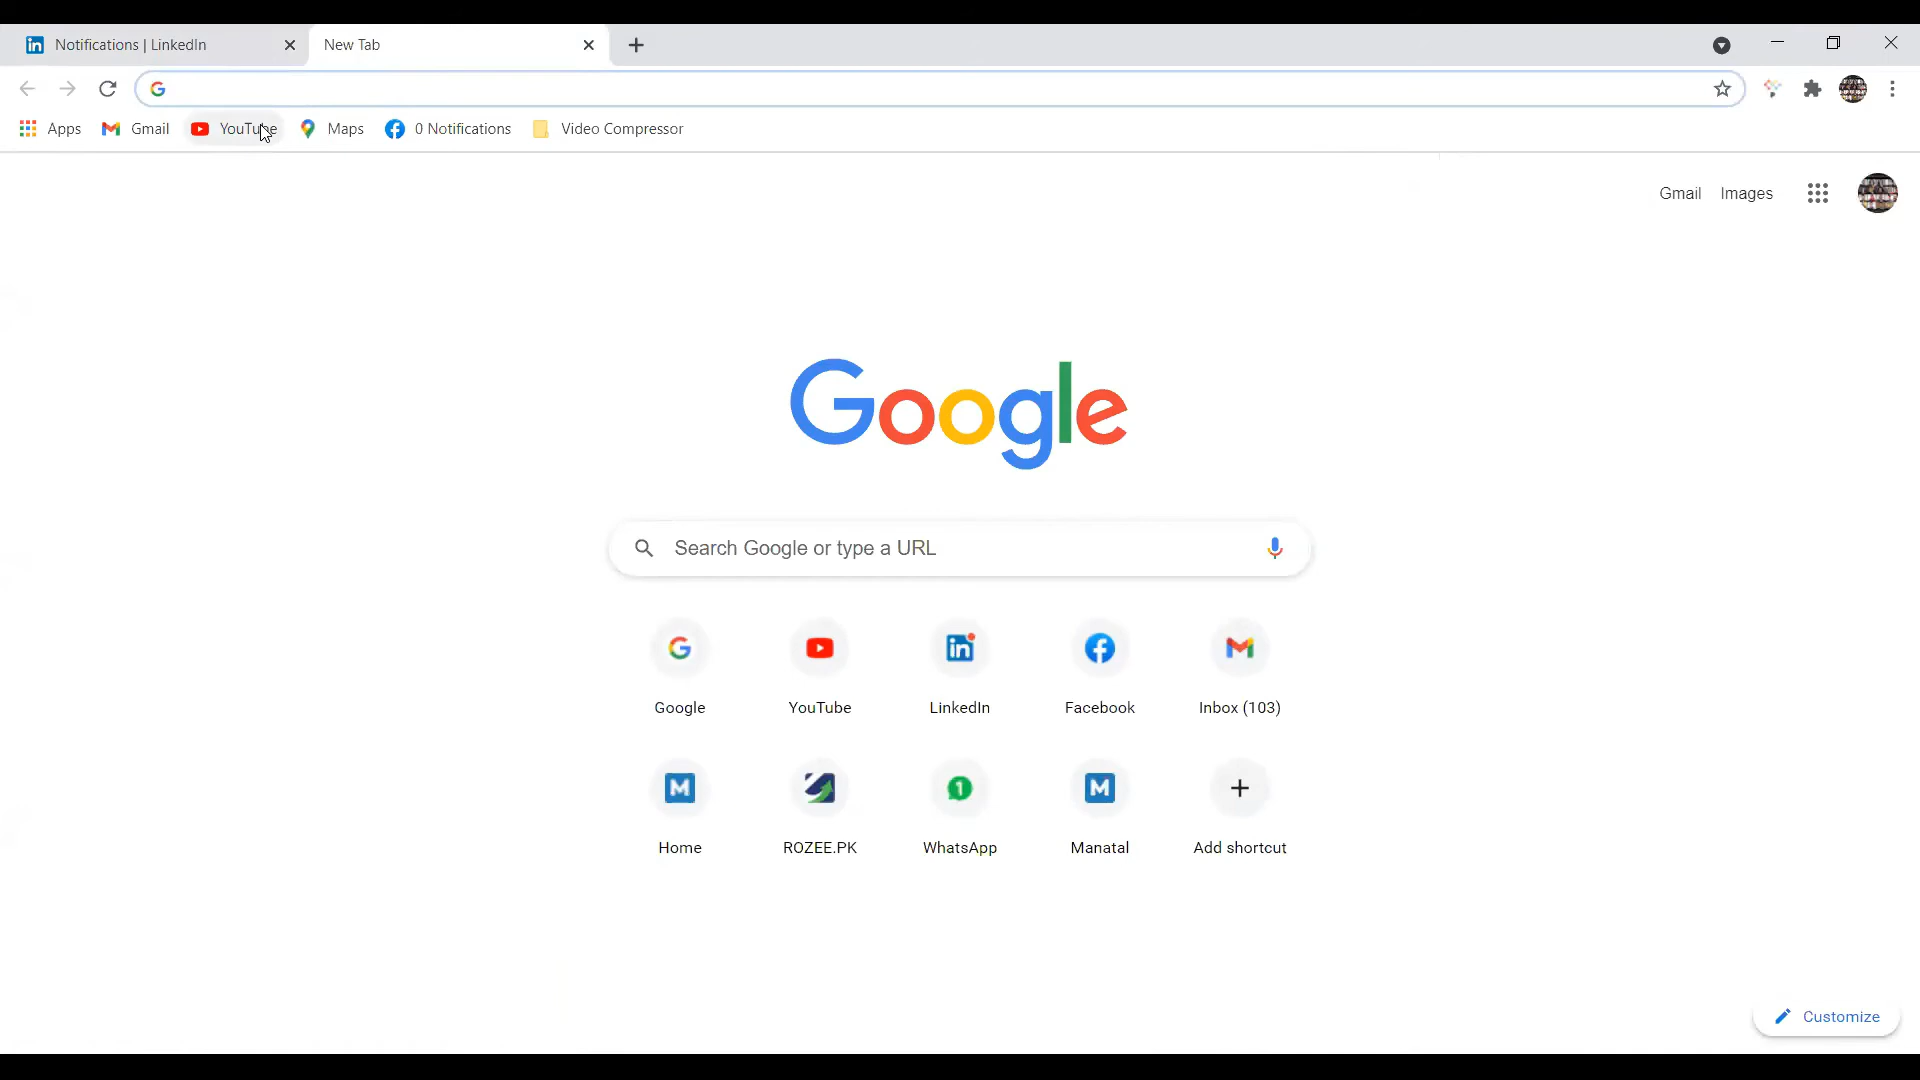 Notifications | LinkedIn New Tab
Apps Gmail YouTube Maps 0 Notifications Video Compressor
Gmail Images
Google
Search Google or type a URL
Google YouTube LinkedIn Facebook Inbox (103)
Home ROZEE.PK WhatsApp Manatal Add shortcut
Customize